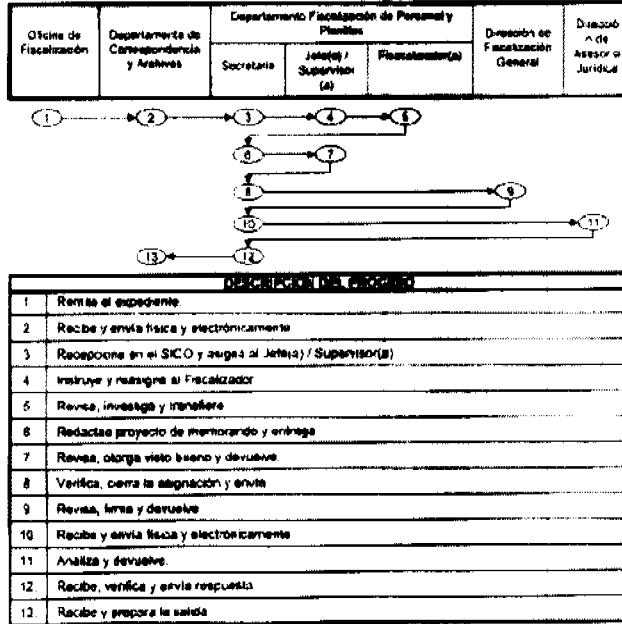 Oficina de
Fiscalización
Departamento de
Correspondencia
y Archivos
Departamento Fiscalización de Personal y
Planillas
Secretaria
Jefe(a) /
Supervisor
(a)
Fiscalizador(a)
Dirección de
Fiscalización
General
Direcció
n de
Asesoría
Jurídica
1
2
3
4
5
6
7
8
9
10
11
13
12
DESCRIPCION DEL PROCESO
1 Remite el expediente.
2 Recibe y envía física y electrónicamente
3 Recepciona en el SICO y asigna al Jefe(a) / Supervisor(a)
4 Instruye y reasigna al Fiscalizador
5 Revisa, investiga y transfiere
6 Redactae proyecto de memorando y entrega
7 Revisa, otorga visto bueno y devuelve.
8 Verifica, cierra la asignación y envía
9 Revisa, firma y devuelve
10 Recibe y envía física y electrónicamente
11 Analiza y devuelve.
12. Recibe, verifica y envía respuesta
12. Recibe y prepara la salida